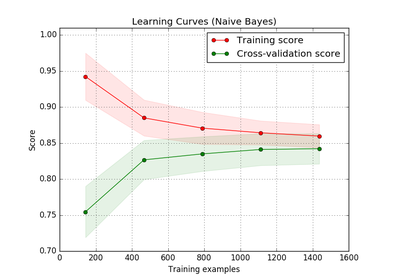 Learning Curves (Naive Bayes)
1.00
0.95
0.90
0.85
0.80
0.75
0.70
Score
Training score
Cross-validation score
0 200 400 600 800 1000 1200 1400 1600
Training examples